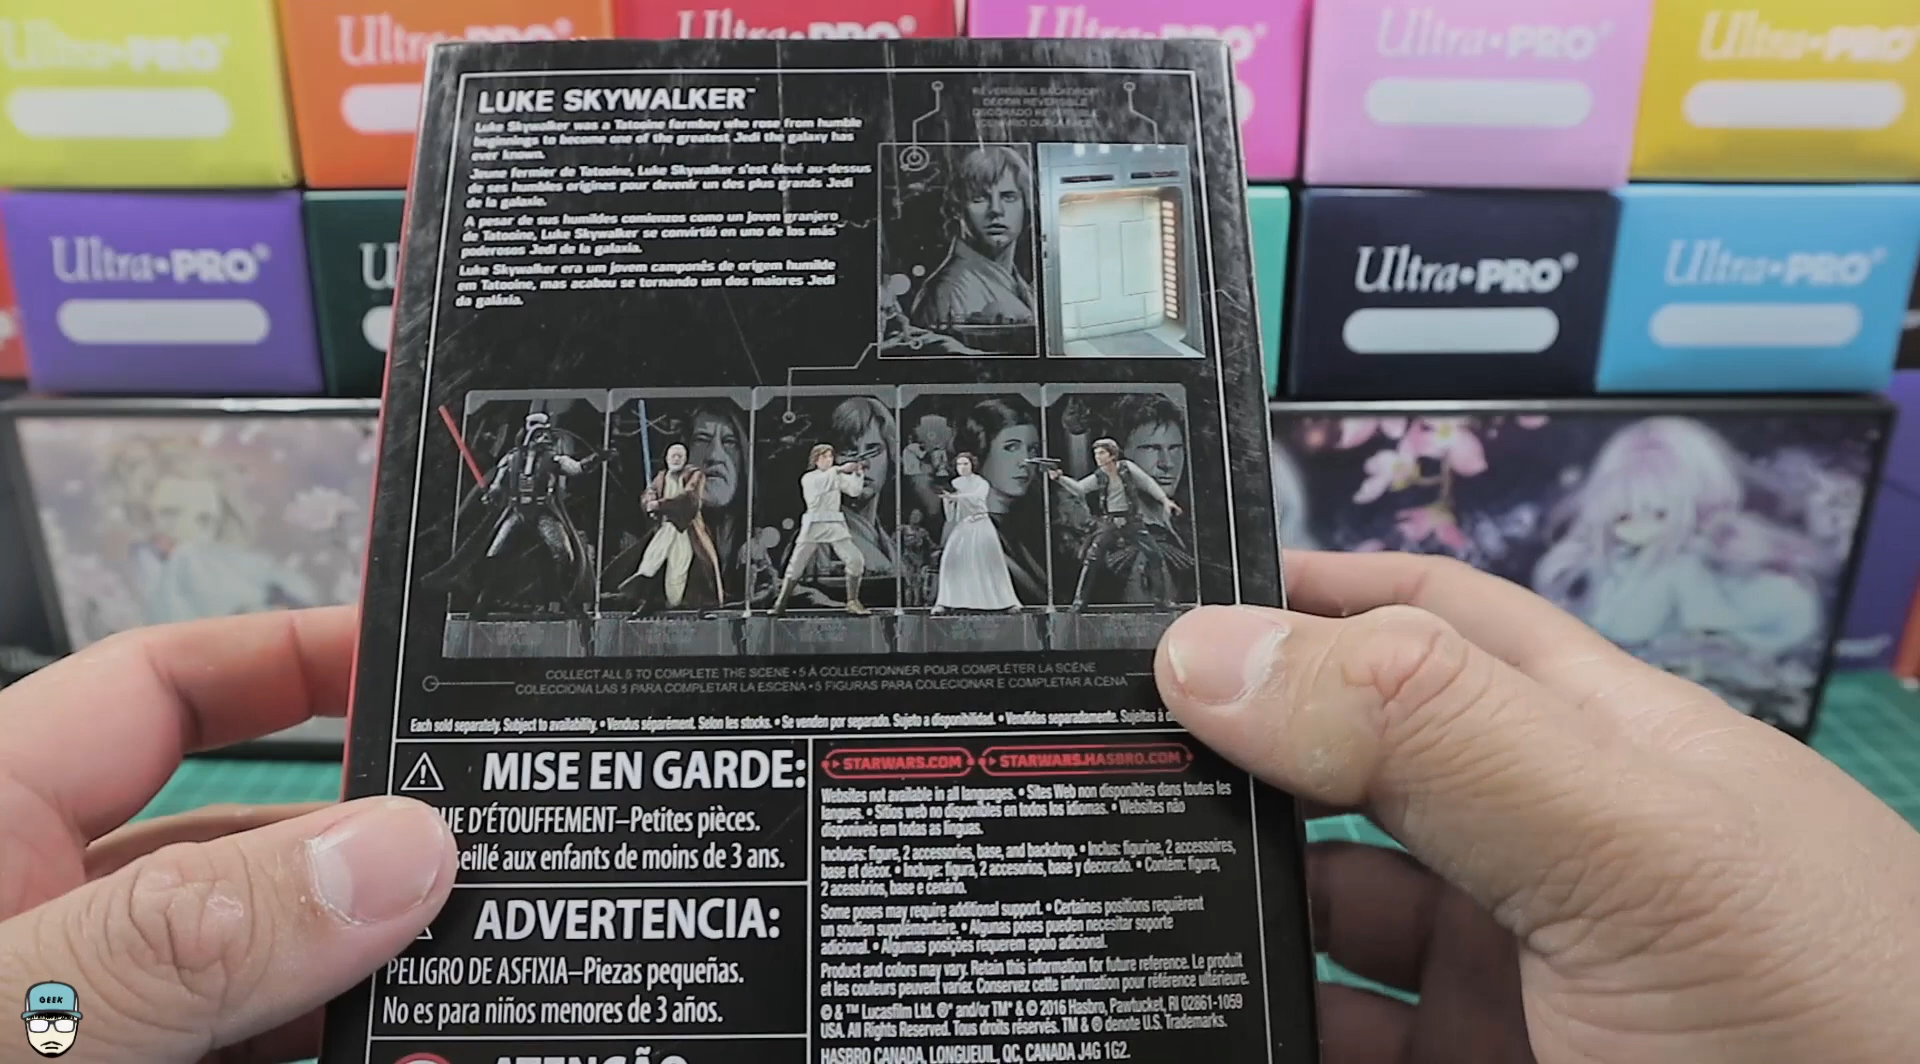 Ultra•PRO®
Ultra•PRO
Ultra•PRO
Ultra•PRO
Ultra•PRO
Ultra•PRO®
Ultra•PRO®
Ultra•PRO®
LUKE SKYWALKER™
Luke Skywalker was a Tatooine farmboy who rose from humble
beginnings to become one of the greatest Jedi the galaxy has
ever known.
Jeune fermier de Tatooine, Luke Skywalker s'est élevé au-dessus
de ses humbles origines pour devenir un des plus grands Jedi
de la galaxie.
A pesar de sus humildes comienzos como un joven granjero
de Tatooine, Luke Skywalker se convirtió en uno de los más
poderosos Jedi de la galaxia.
Luke Skywalker era um jovem camponês de origem humilde
em Tatooine, mas acabou se tornando um dos maiores Jedi
da galáxia.
REVERSIBLE BACKDROP
DÉCOR RÉVERSIBLE
DECORADO REVERSIBLE
COLLECT ALL 5 TO COMPLETE THE SCENE • 5 À COLLECTIONNER POUR COMPLÉTER LA SCÈNE
COLECCIONA LAS 5 PARA COMPLETAR LA ESCENA • 5 FIGURAS PARA COLECIONAR E COMPLETAR A CENA
Each sold separately. Subject to availability. • Vendus séparément. Selon les stocks. • Se venden por separado. Sujeto a disponibilidad. • Vendidas separadamente. Sujeitas à
MISE EN GARDE:
UE D'ÉTOUFFEMENT–Petites pièces.
seillé aux enfants de moins de 3 ans.
ADVERTENCIA:
PELIGRO DE ASFIXIA–Piezas pequeñas.
No es para niños menores de 3 años.
ATENÇÃO
STARWARS.COM STARWARS.HASBRO.COM
Websites not available in all languages. • Sites Web non disponibles dans toutes les
langues. • Sitios web no disponibles en todos los idiomas. • Websites não
disponíveis em todas as línguas.
Includes: figure, 2 accessories, base, and backdrop. • Inclus: figurine, 2 accessoires,
base et décor. • Incluye: figura, 2 accesorios, base y decorado. • Contém: figura,
2 acessórios, base e cenário.
Some poses may require additional support. • Certaines positions requièrent
un soutien supplémentaire. • Algunas poses pueden necesitar soporte
adicional. • Algumas posições requerem apoio adicional.
Product and colors may vary. Retain this information for future reference. Le produit
et les couleurs peuvent varier. Conservez cette information pour référence ultérieure.
© & ™ Lucasfilm Ltd. ®* and/or TM* & © 2016 Hasbro, Pawtucket, RI 02861-1059
USA. All Rights Reserved. Tous droits réservés. TM & ® denote U.S. Trademarks.
HASBRO CANADA, LONGUEUIL, QC, CANADA J4G 1G2.
GEEK